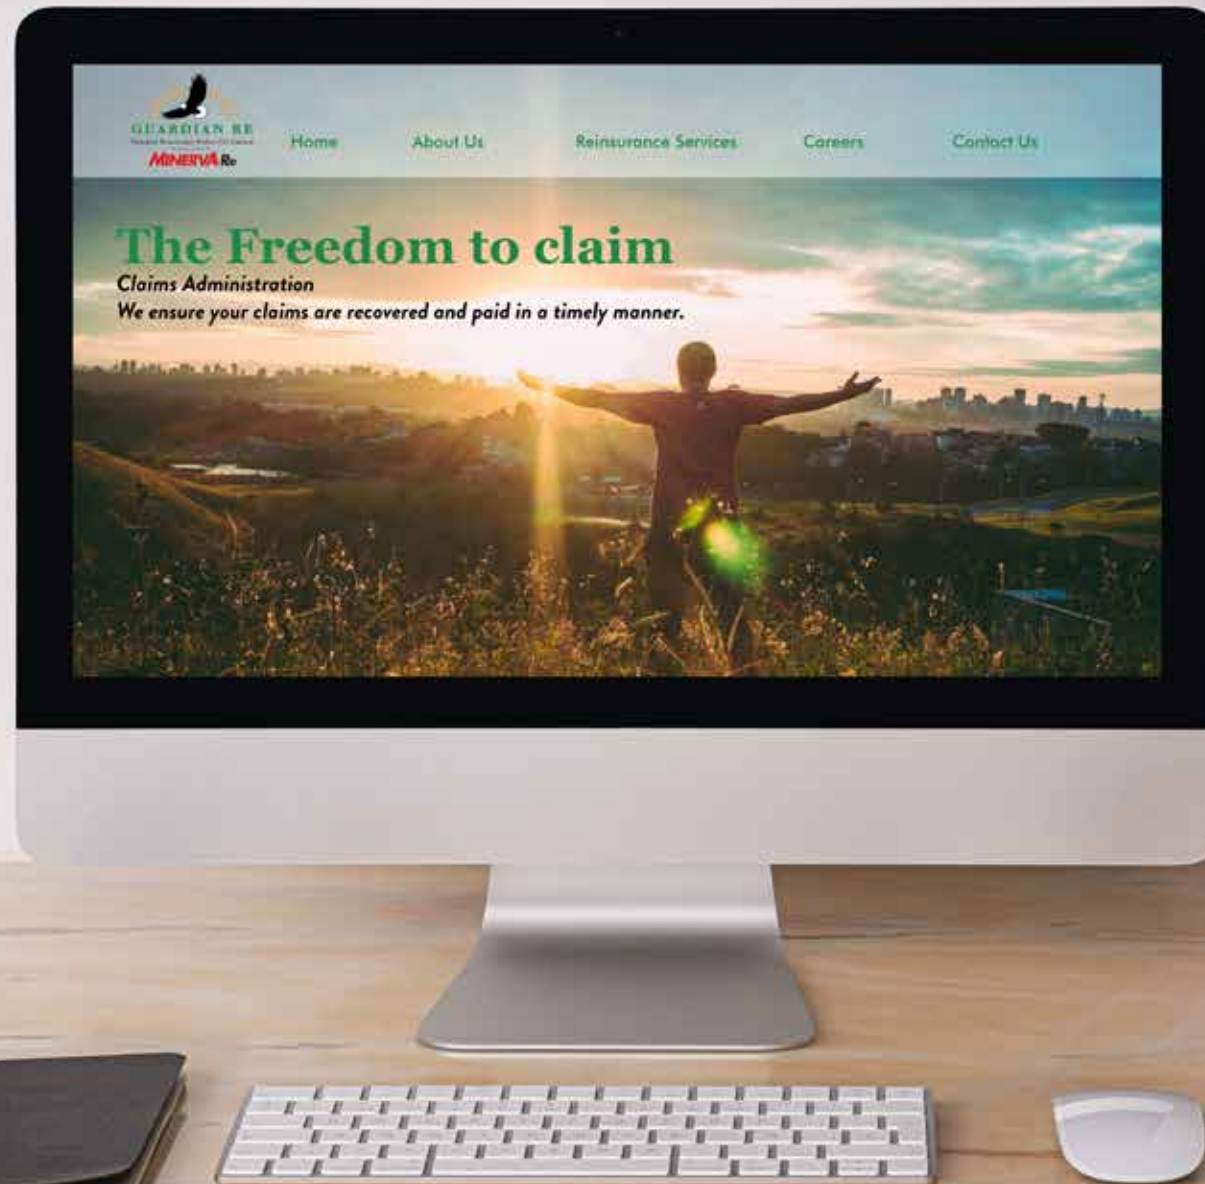 GUARDIAN RE
MINERVA Re
Home
About Us
Reinsurance Services
Careers
Contact Us
The Freedom to claim
Claims Administration
We ensure your claims are recovered and paid in a timely manner.